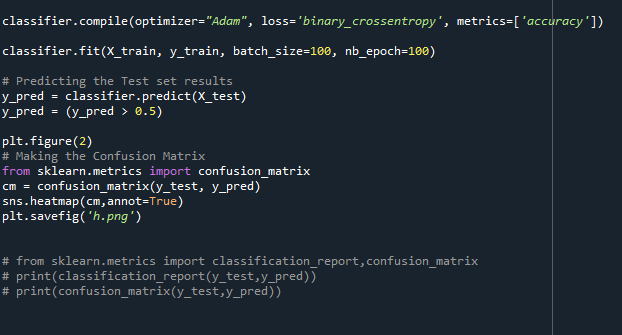 classifier.compile(optimizer="Adam", loss='binary_crossentropy', metrics=['accuracy'])
classifier.fit(X_train, y_train, batch_size=100, nb_epoch=100)
# Predicting the Test set results
y_pred = classifier.predict(X_test)
y_pred = (y_pred > 0.5)
plt.figure(2)
# Making the Confusion Matrix
from sklearn.metrics import confusion_matrix
cm = confusion_matrix(y_test, y_pred)
sns.heatmap(cm,annot=True)
plt.savefig('h.png')
# from sklearn.metrics import classification_report,confusion_matrix
# print(classification_report(y_test,y_pred))
# print(confusion_matrix(y_test,y_pred))